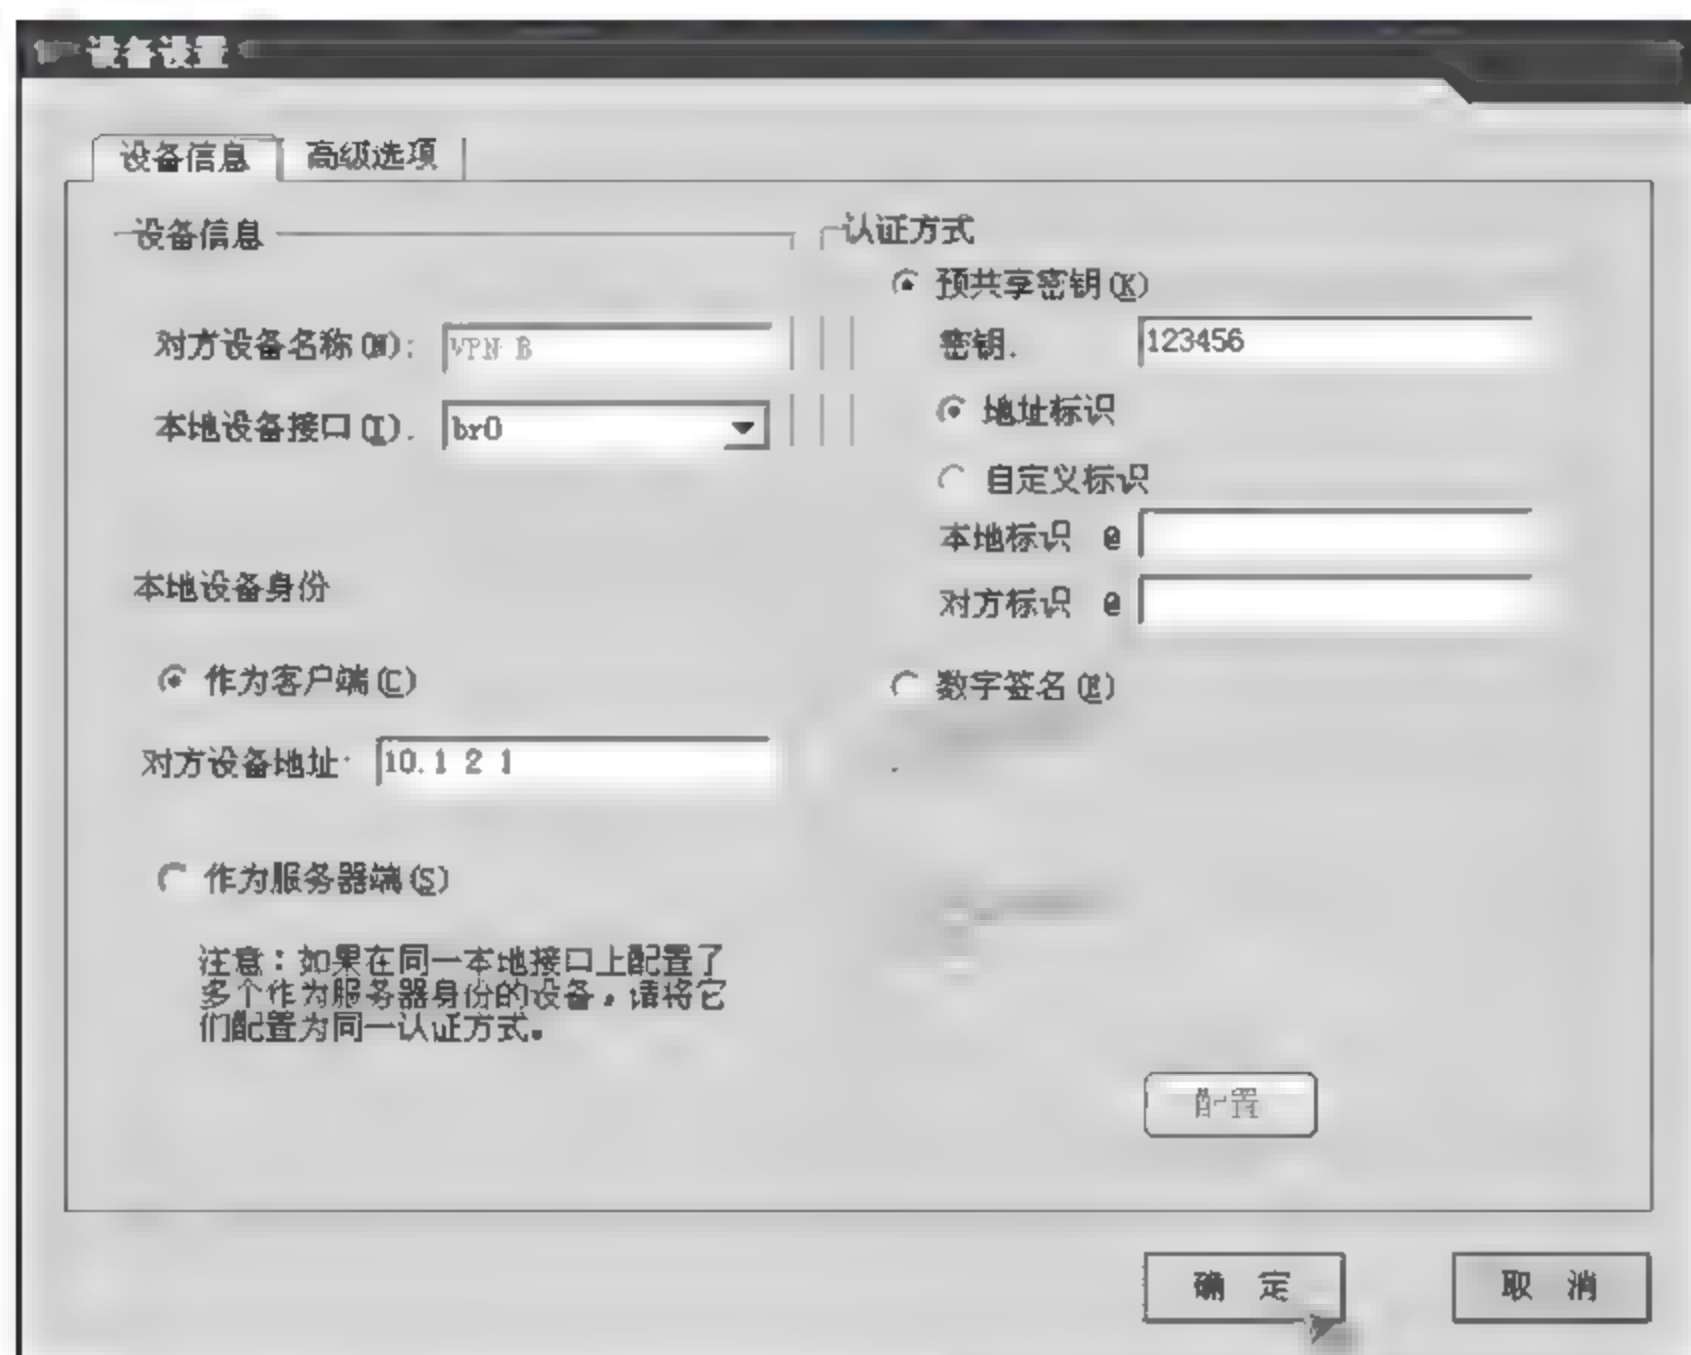 设备设置
设备信息
高级选项
设备信息
对方设备名称(N):
VPN B
本地设备接口(I).
br0
本地设备身份
作为客户端(C)
对方设备地址:
10.1 2 1
作为服务器端(S)
注意:如果在同一本地接口上配置了
多个作为服务器身份的设备,请将它
们配置为同一认证方式。
认证方式
预共享密钥(K)
密钥.
123456
地址标识
自定义标识
本地标识 @
对方标识 @
数字签名(E)
配置
确 定
取 消